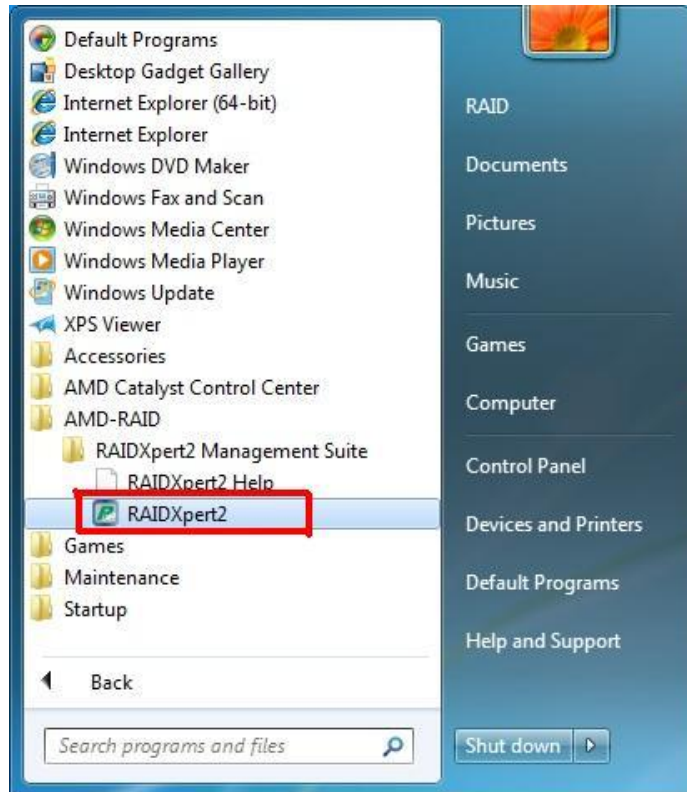 Default Programs
Desktop Gadget Gallery
Internet Explorer (64-bit)
Internet Explorer
Windows DVD Maker
Windows Fax and Scan
Windows Media Center
Windows Media Player
Windows Update
XPS Viewer
Accessories
AMD Catalyst Control Center
AMD-RAID
RAIDXpert2 Management Suite
RAIDXpert2 Help
RAIDXpert2
Games
Maintenance
Startup
Back
Search programs and files
RAID
Documents
Pictures
Music
Games
Computer
Control Panel
Devices and Printers
Default Programs
Help and Support
Shut down